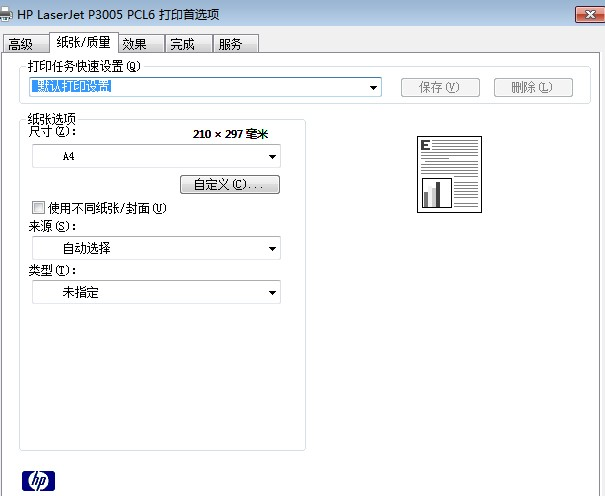 HP LaserJet P3005 PCL6 打印首选项
高级 纸张/质量 效果 完成 服务
打印任务快速设置(Q)
默认打印设置 保存(V) 删除(L)
纸张选项
尺寸(Z): 210 × 297 毫米
A4
自定义(C)...
使用不同纸张/封面(U)
来源(S):
自动选择
类型(T):
未指定
E
hp